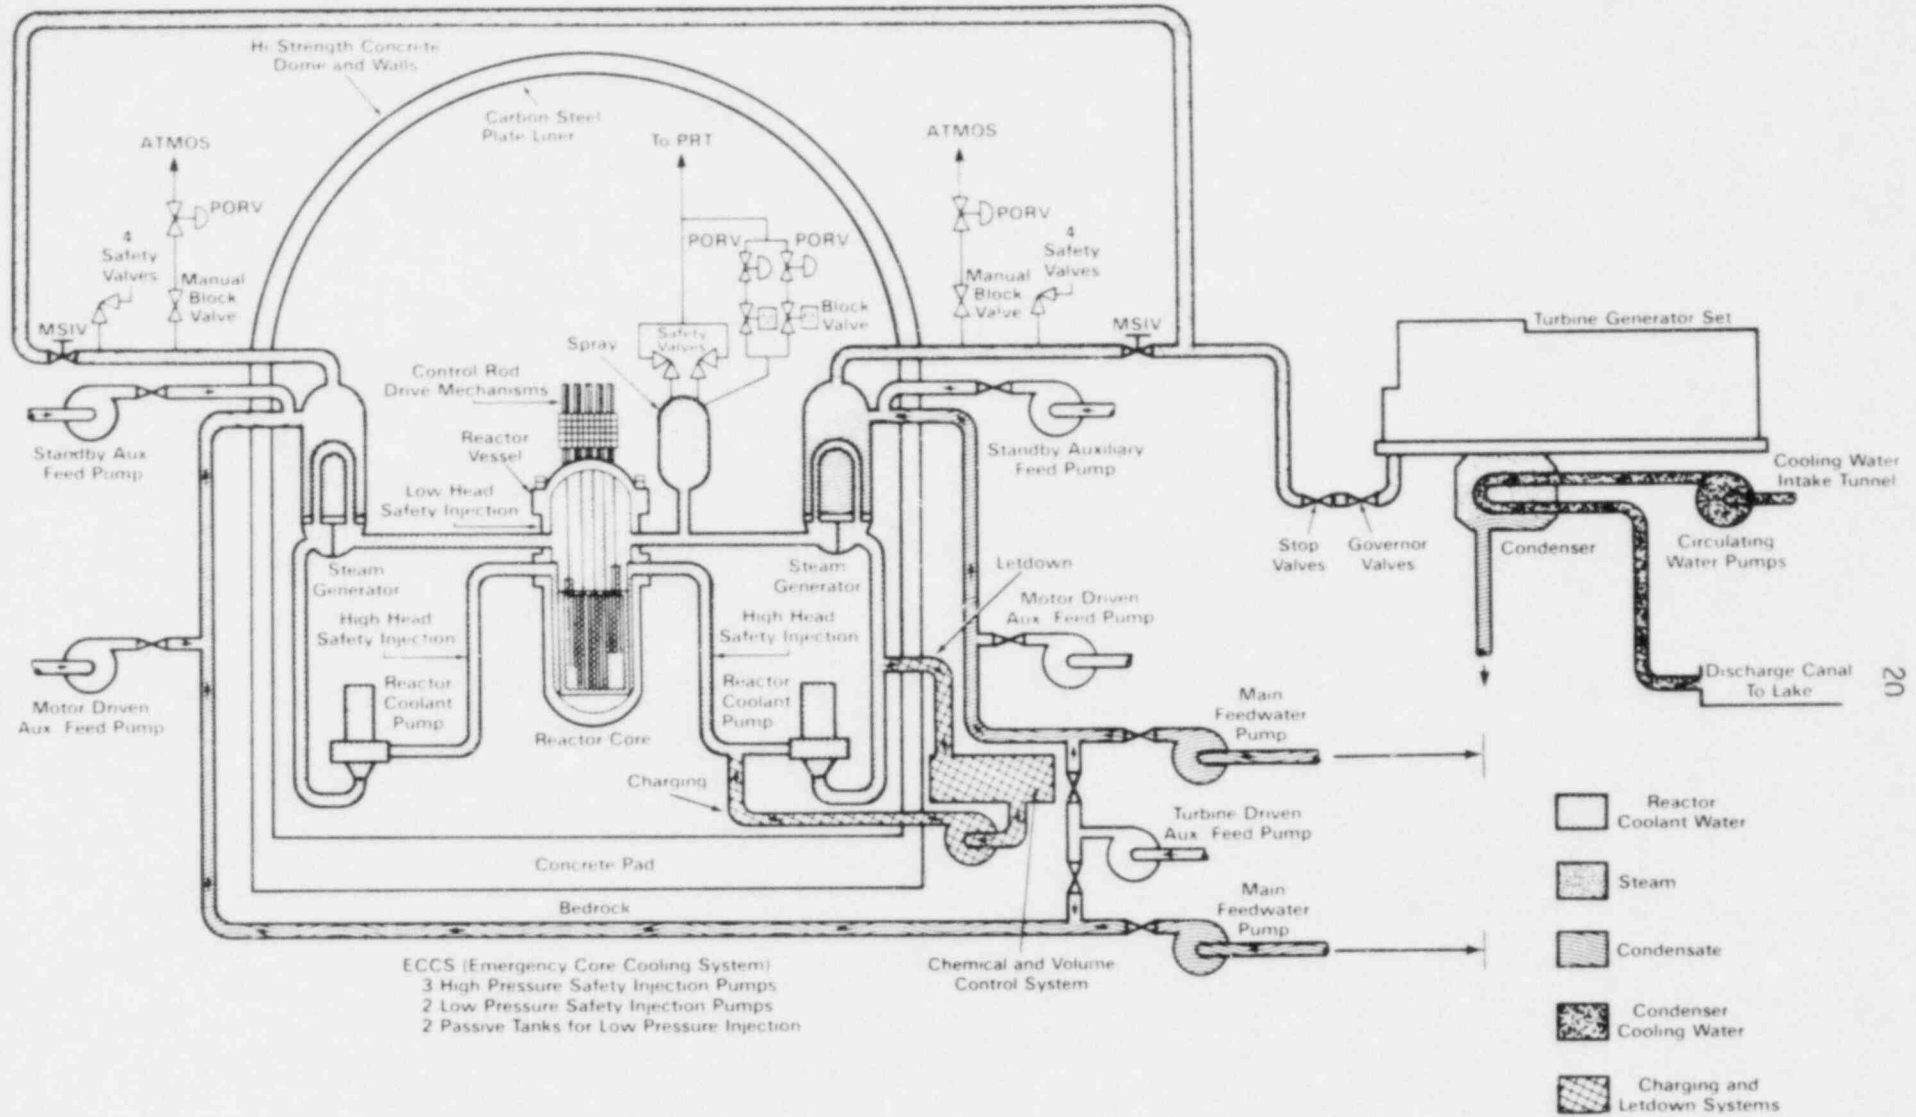 Hi Strength Concrete
Dome and Walls
Carbon Steel
Plate Liner
ATMOS
To PRT
ATMOS
PORV
PORV
PORV
PORV
4
Safety
Valves
Manual
Block
Valve
4
Safety
Valves
Manual
Block
Valve
Block
Valve
Safety
Valves
MSIV
MSIV
Spray
Turbine Generator Set
Control Rod
Drive Mechanisms
Reactor
Vessel
Low Head
Safety Injection
Standby Aux
Feed Pump
Standby Auxiliary
Feed Pump
Cooling Water
Intake Tunnel
Stop
Valves
Governor
Valves
Condenser
Circulating
Water Pumps
Steam
Generator
Steam
Generator
Letdown
High Head
Safety Injection
High Head
Safety Injection
Motor Driven
Aux. Feed Pump
Motor Driven
Aux. Feed Pump
Reactor
Coolant
Pump
Reactor
Coolant
Pump
Reactor Core
Main
Feedwater
Pump
Discharge Canal
To Lake
20
Charging
Turbine Driven
Aux. Feed Pump
Concrete Pad
Bedrock
Main
Feedwater
Pump
Chemical and Volume
Control System
ECCS (Emergency Core Cooling System)
3 High Pressure Safety Injection Pumps
2 Low Pressure Safety Injection Pumps
2 Passive Tanks for Low Pressure Injection
Reactor
Coolant Water
Steam
Condensate
Condenser
Cooling Water
Charging and
Letdown Systems